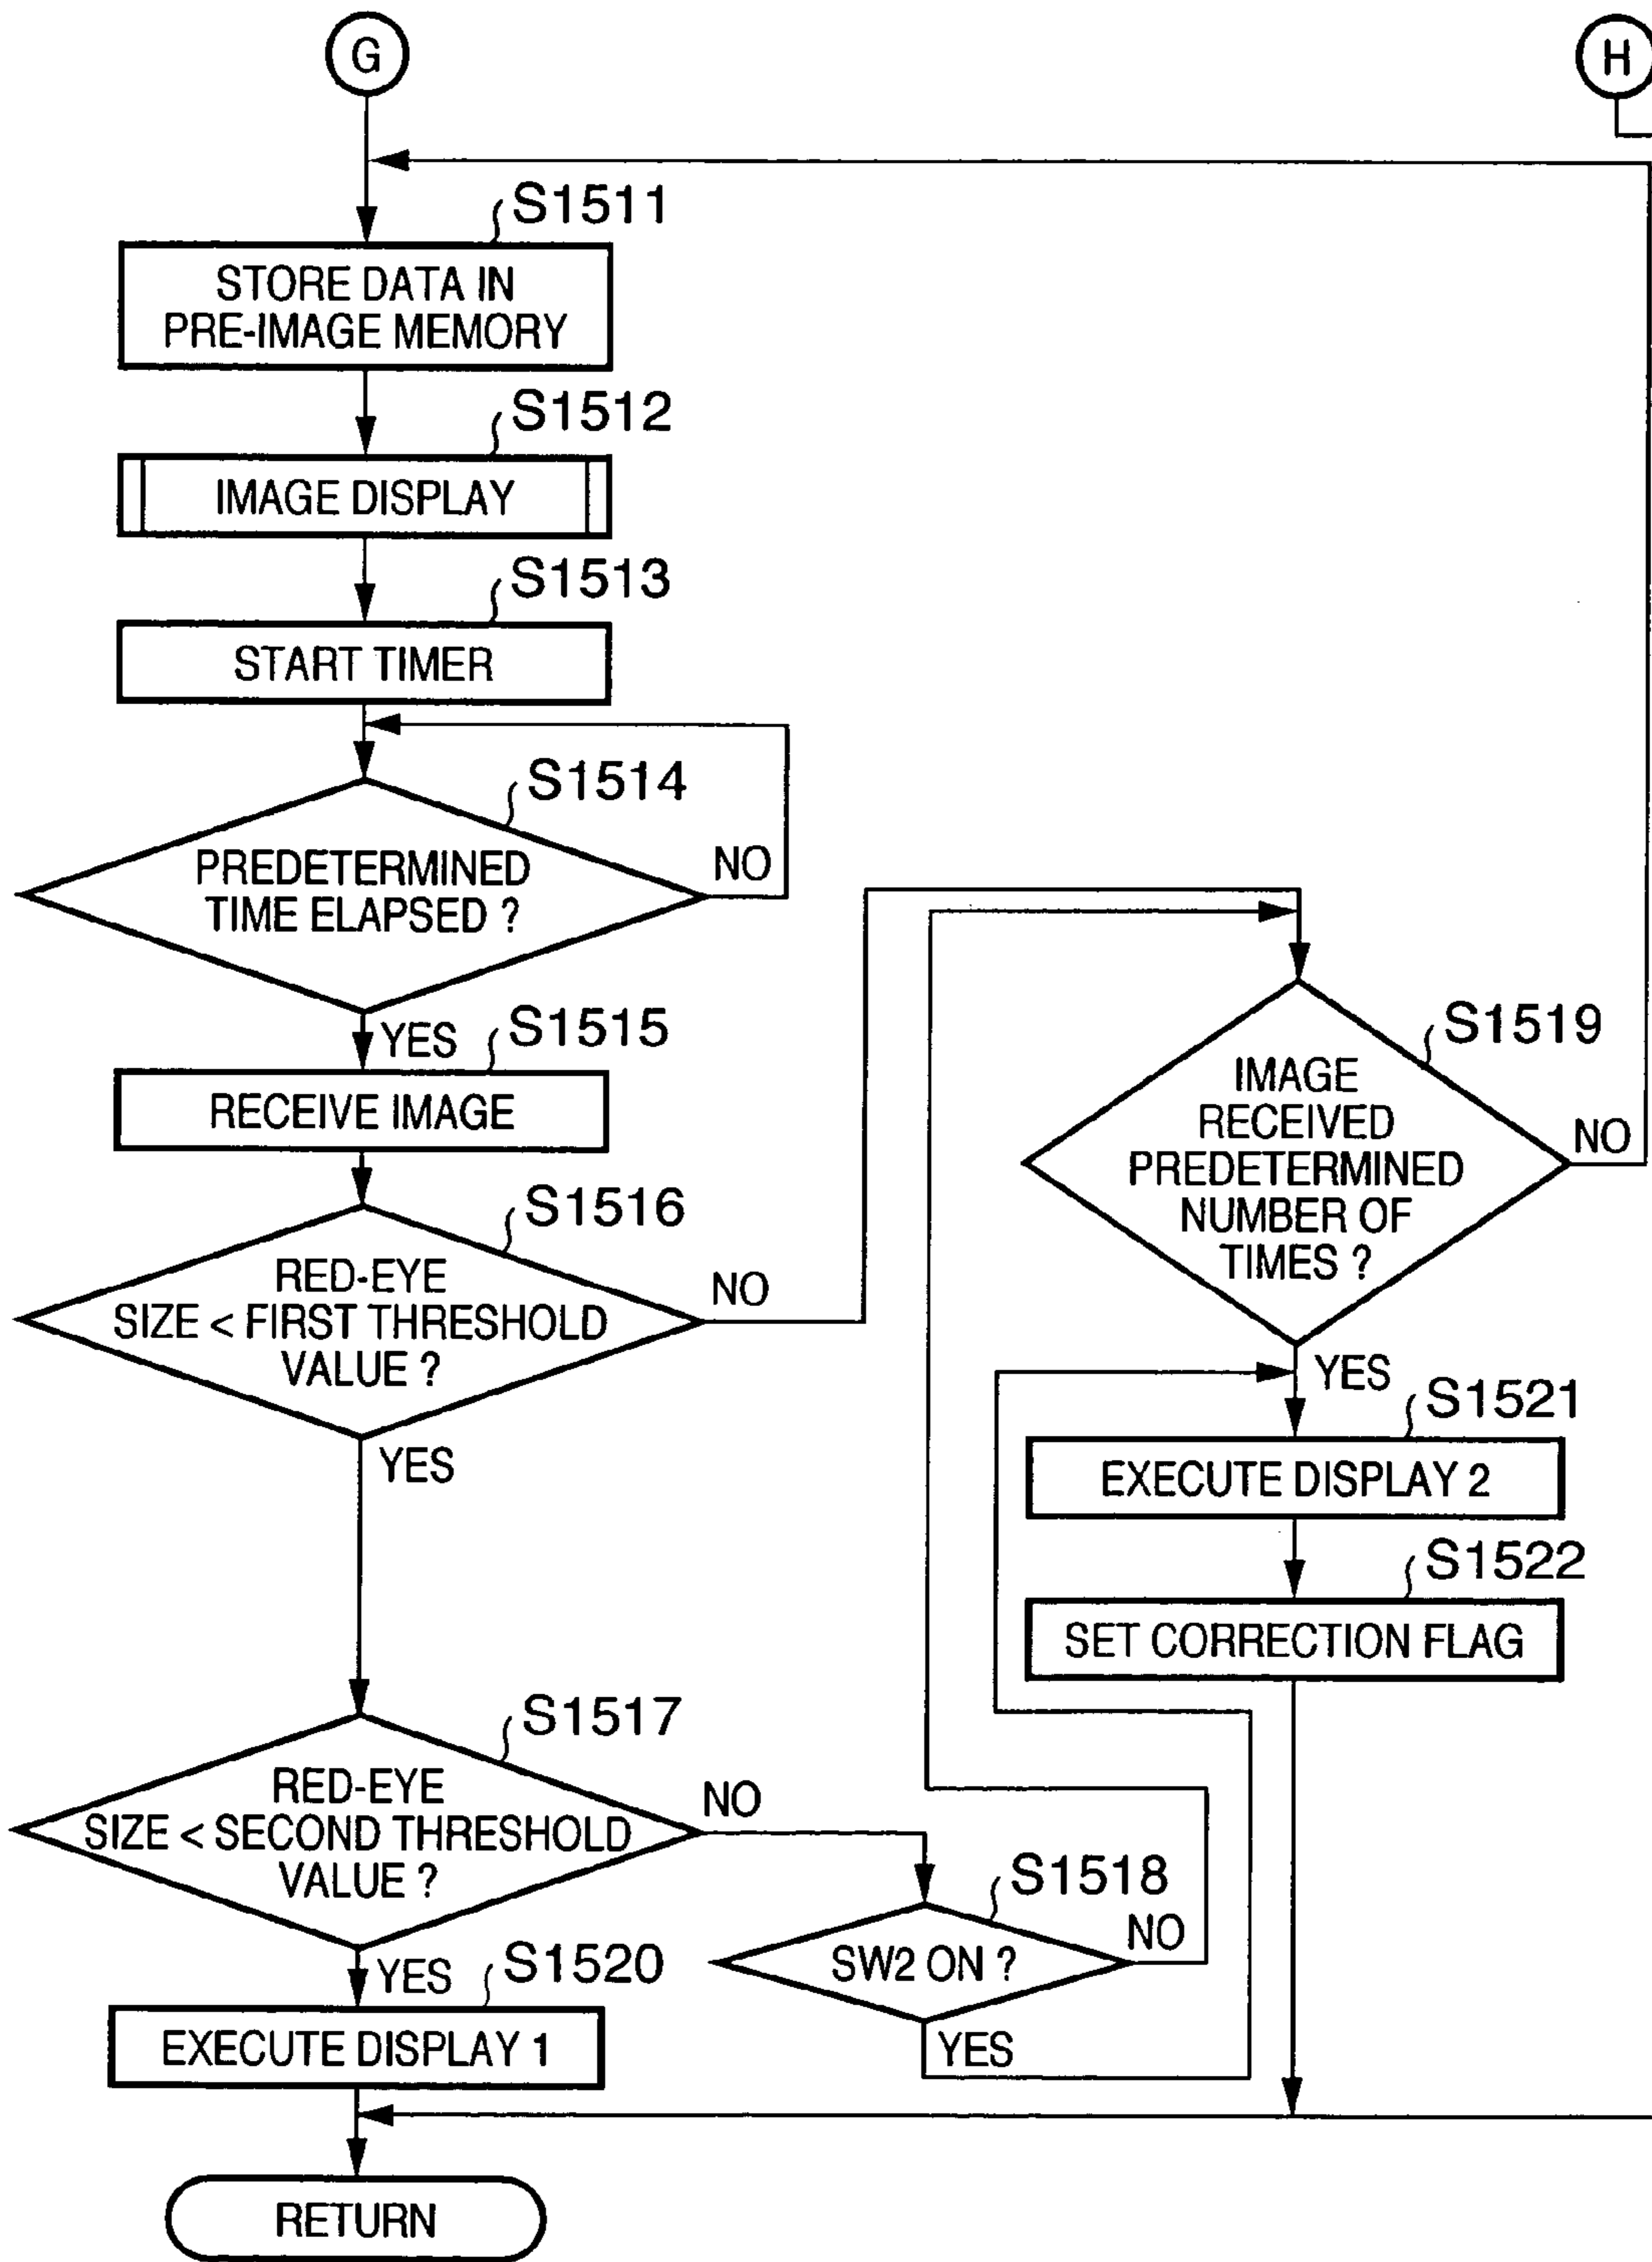 G
H
S1511
STORE DATA IN
PRE-IMAGE MEMORY
S1512
IMAGE DISPLAY
S1513
START TIMER
S1514
PREDETERMINED
TIME ELAPSED ?
NO
YES
S1515
RECEIVE IMAGE
S1516
RED-EYE
SIZE < FIRST THRESHOLD
VALUE ?
NO
YES
S1517
RED-EYE
SIZE < SECOND THRESHOLD
VALUE ?
NO
YES
S1518
SW2 ON ?
NO
YES
S1519
IMAGE
RECEIVED
PREDETERMINED
NUMBER OF
TIMES ?
NO
YES
S1521
EXECUTE DISPLAY 2
S1522
SET CORRECTION FLAG
S1520
EXECUTE DISPLAY 1
RETURN